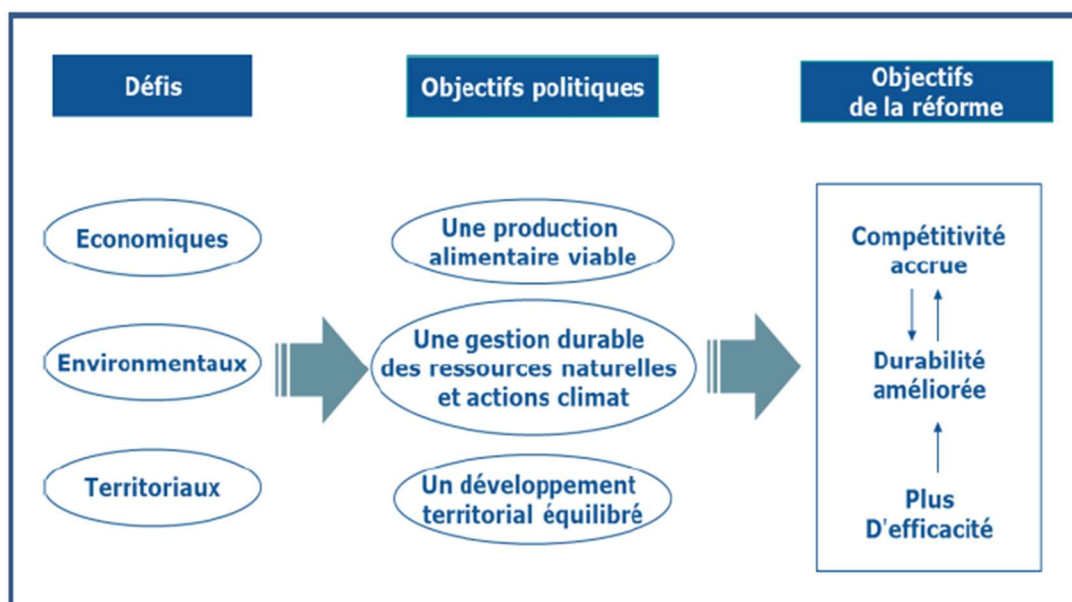 Défis
Objectifs politiques
Objectifs
de la réforme
Economiques
Environmentaux
Territoriaux
Une production
alimentaire viable
Une gestion durable
des ressources naturelles
et actions climat
Un développement
territorial équilibré
Compétitivité
accrue
Durabilité
améliorée
Plus
D'efficacité